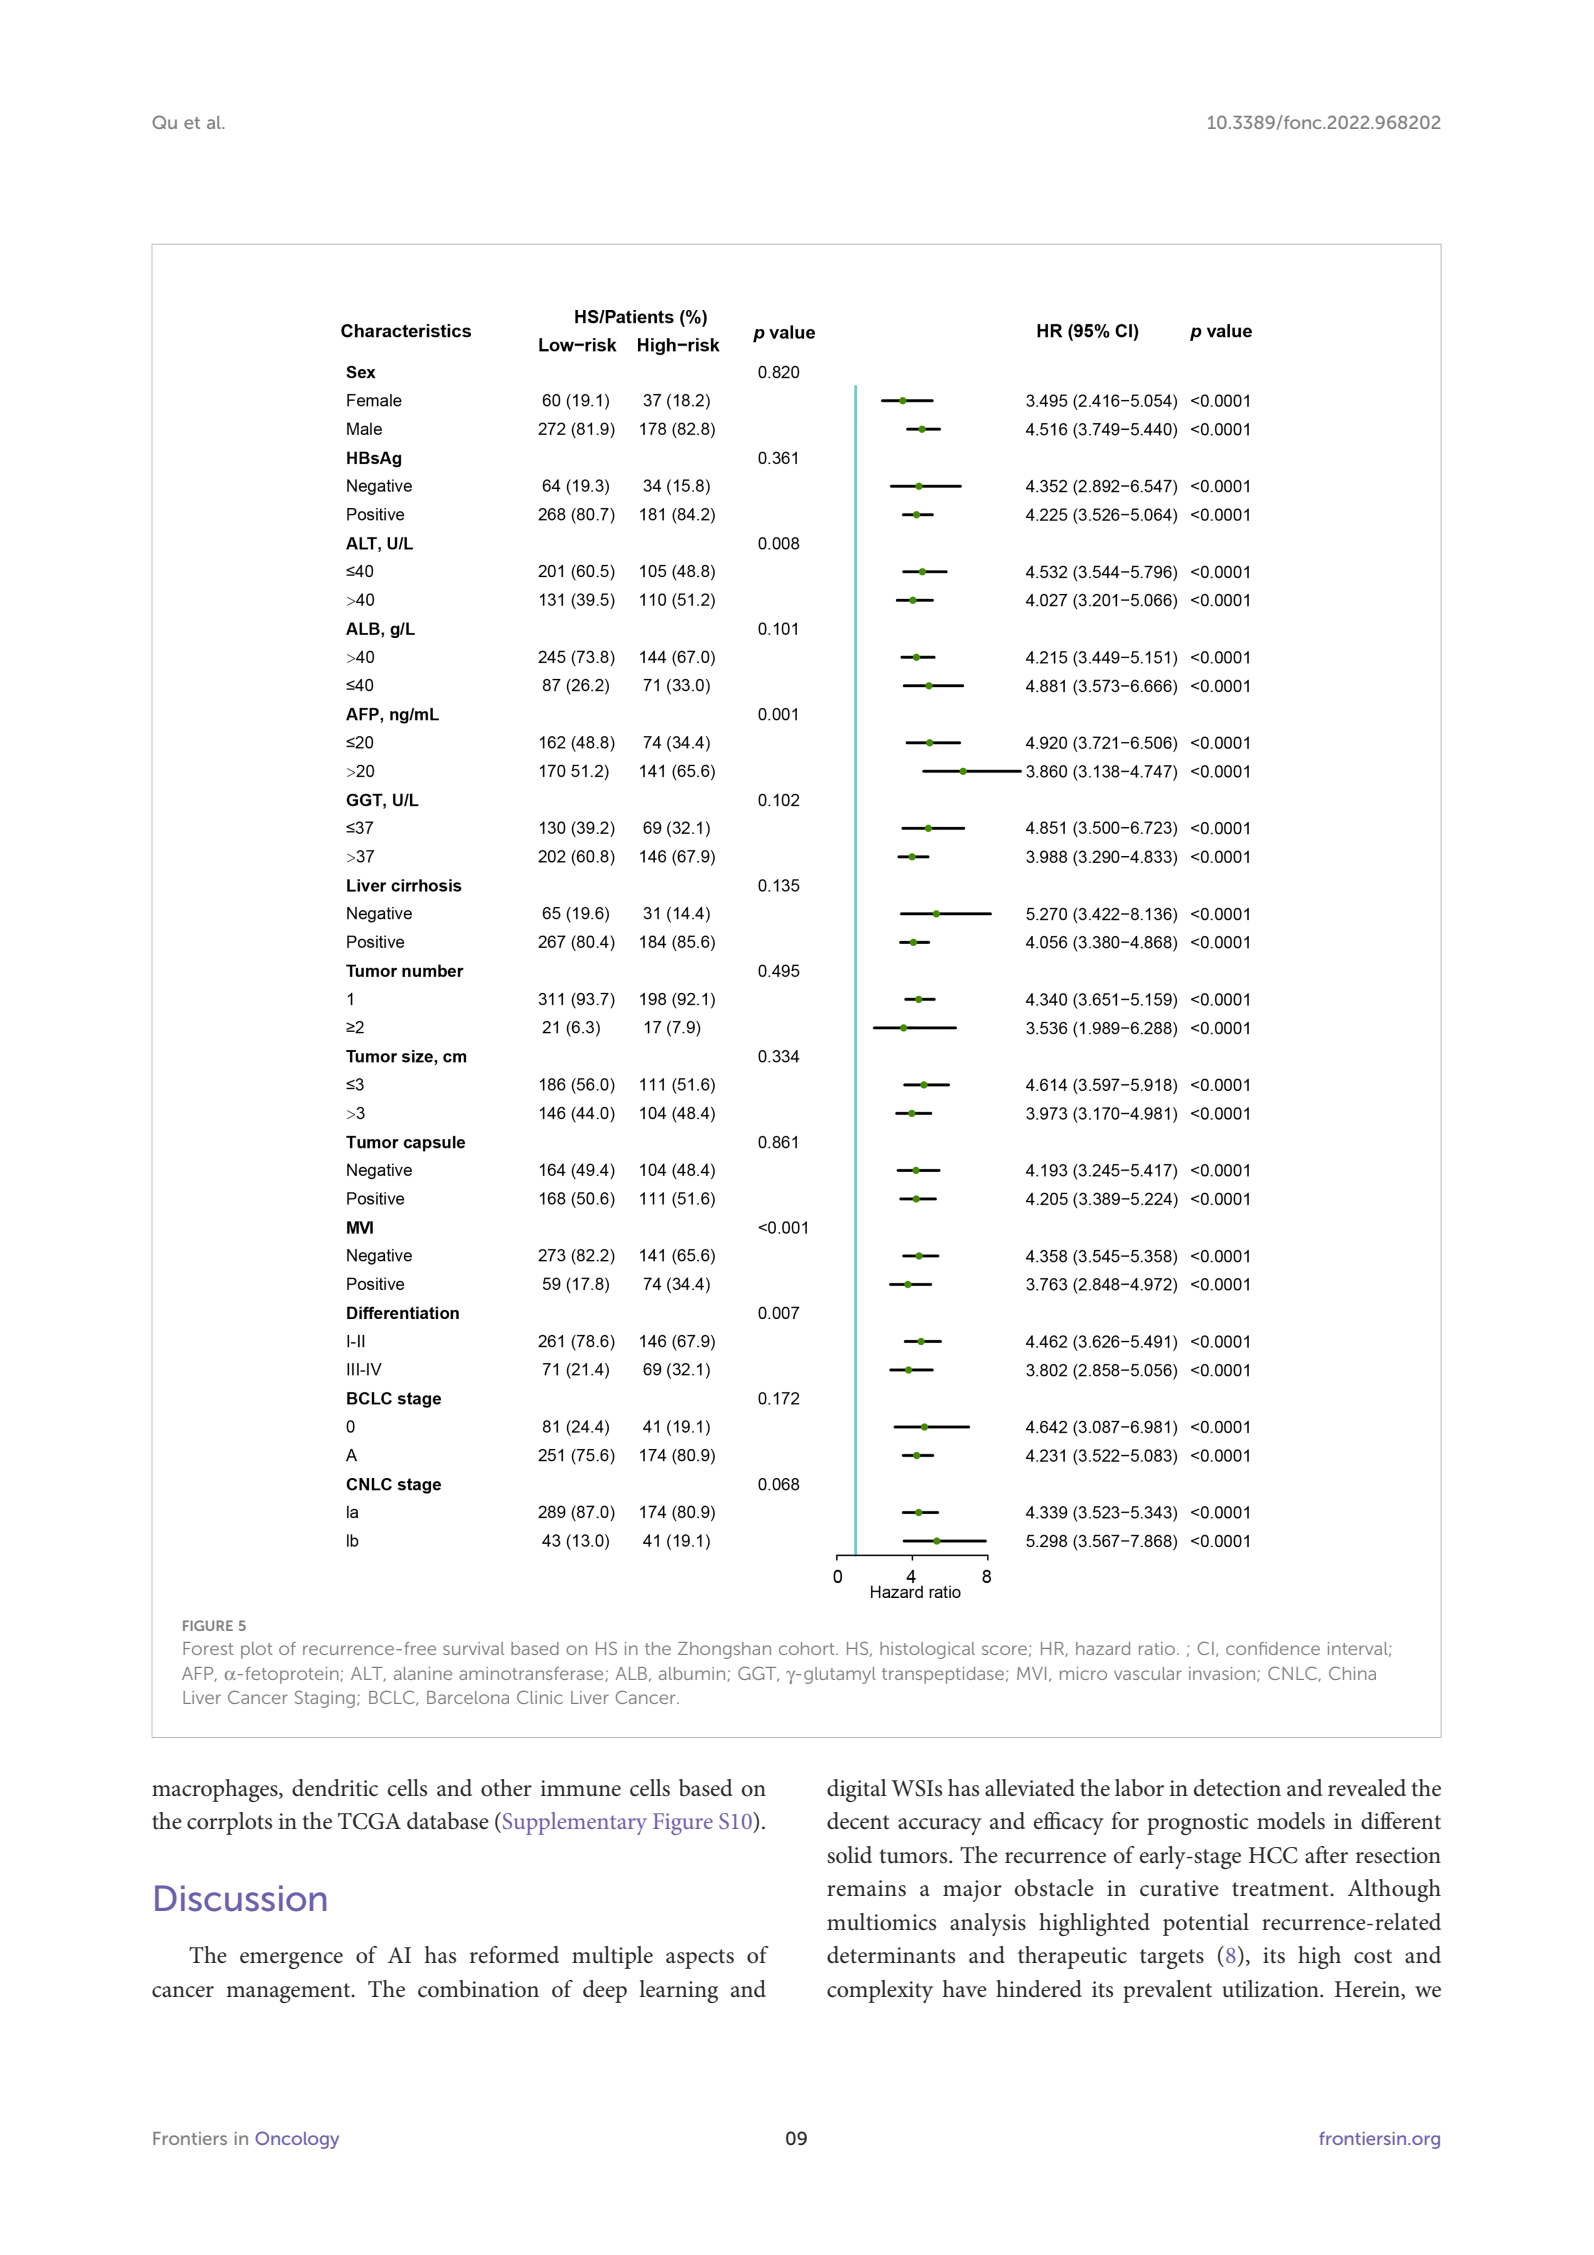 Qu et al.
10.3389/fonc.2022.968202
HS/Patients (%)
Characteristics p value HR (95% CI) p value
Low−risk High−risk
Sex 0.820
Female 60 (19.1) 37 (18.2) 3.495 (2.416−5.054) <0.0001
Male 272 (81.9) 178 (82.8) 4.516 (3.749−5.440) <0.0001
HBsAg 0.361
Negative 64 (19.3) 34 (15.8) 4.352 (2.892−6.547) <0.0001
Positive 268 (80.7) 181 (84.2) 4.225 (3.526−5.064) <0.0001
ALT, U/L 0.008
≤40 201 (60.5) 105 (48.8) 4.532 (3.544−5.796) <0.0001
>40 131 (39.5) 110 (51.2) 4.027 (3.201−5.066) <0.0001
ALB, g/L 0.101
>40 245 (73.8) 144 (67.0) 4.215 (3.449−5.151) <0.0001
≤40 87 (26.2) 71 (33.0) 4.881 (3.573−6.666) <0.0001
AFP, ng/mL 0.001
≤20 162 (48.8) 74 (34.4) 4.920 (3.721−6.506) <0.0001
>20 170 51.2) 141 (65.6) 3.860 (3.138−4.747) <0.0001
GGT, U/L 0.102
≤37 130 (39.2) 69 (32.1) 4.851 (3.500−6.723) <0.0001
>37 202 (60.8) 146 (67.9) 3.988 (3.290−4.833) <0.0001
Liver cirrhosis 0.135
Negative 65 (19.6) 31 (14.4) 5.270 (3.422−8.136) <0.0001
Positive 267 (80.4) 184 (85.6) 4.056 (3.380−4.868) <0.0001
Tumor number 0.495
1 311 (93.7) 198 (92.1) 4.340 (3.651−5.159) <0.0001
≥2 21 (6.3) 17 (7.9) 3.536 (1.989−6.288) <0.0001
Tumor size, cm 0.334
≤3 186 (56.0) 111 (51.6) 4.614 (3.597−5.918) <0.0001
>3 146 (44.0) 104 (48.4) 3.973 (3.170−4.981) <0.0001
Tumor capsule 0.861
Negative 164 (49.4) 104 (48.4) 4.193 (3.245−5.417) <0.0001
Positive 168 (50.6) 111 (51.6) 4.205 (3.389−5.224) <0.0001
MVI <0.001
Negative 273 (82.2) 141 (65.6) 4.358 (3.545−5.358) <0.0001
Positive 59 (17.8) 74 (34.4) 3.763 (2.848−4.972) <0.0001
Differentiation 0.007
I-II 261 (78.6) 146 (67.9) 4.462 (3.626−5.491) <0.0001
III-IV 71 (21.4) 69 (32.1) 3.802 (2.858−5.056) <0.0001
BCLC stage 0.172
0 81 (24.4) 41 (19.1) 4.642 (3.087−6.981) <0.0001
A 251 (75.6) 174 (80.9) 4.231 (3.522−5.083) <0.0001
CNLC stage 0.068
Ia 289 (87.0) 174 (80.9) 4.339 (3.523−5.343) <0.0001
Ib 43 (13.0) 41 (19.1) 5.298 (3.567−7.868) <0.0001
0 4 8
Hazard ratio
FIGURE 5
Forest plot of recurrence-free survival based on HS in the Zhongshan cohort. HS, histological score; HR, hazard ratio. ; CI, confidence interval;
AFP, α-fetoprotein; ALT, alanine aminotransferase; ALB, albumin; GGT, γ-glutamyl transpeptidase; MVI, micro vascular invasion; CNLC, China
Liver Cancer Staging; BCLC, Barcelona Clinic Liver Cancer.
macrophages, dendritic cells and other immune cells based on
the corrplots in the TCGA database (Supplementary Figure S10).
Discussion
The emergence of AI has reformed multiple aspects of
cancer management. The combination of deep learning and
digital WSIs has alleviated the labor in detection and revealed the
decent accuracy and efficacy for prognostic models in different
solid tumors. The recurrence of early-stage HCC after resection
remains a major obstacle in curative treatment. Although
multiomics analysis highlighted potential recurrence-related
determinants and therapeutic targets (8), its high cost and
complexity have hindered its prevalent utilization. Herein, we
Frontiers in Oncology
09
frontiersin.org